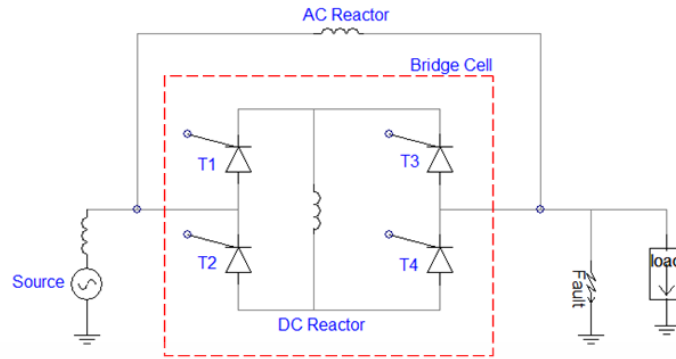 AC Reactor
Bridge Cell
T1
T3
T2
T4
Source
Fault
load
DC Reactor